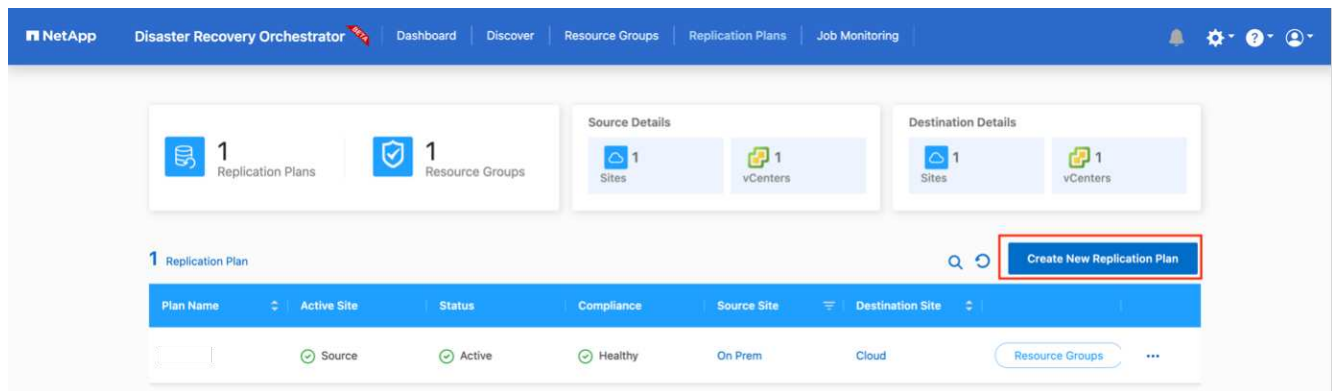 NetApp Disaster Recovery Orchestrator BETA Dashboard Discover Resource Groups Replication Plans Job Monitoring
Source Details Destination Details
1 Replication Plans
1 Resource Groups
1 Sites
1 vCenters
1 Sites
1 vCenters
1 Replication Plan Create New Replication Plan
Plan Name Active Site Status Compliance Source Site Destination Site
Source Active Healthy On Prem Cloud Resource Groups ...